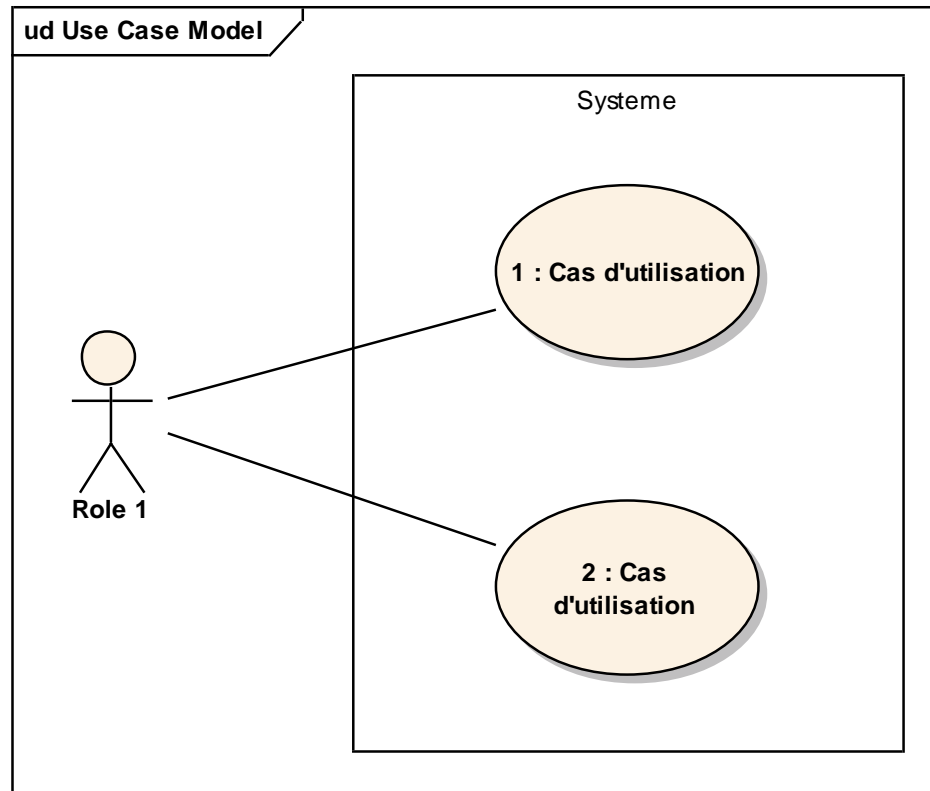 ud Use Case Model
Systeme
1 : Cas d'utilisation
Role 1
2 : Cas
d'utilisation